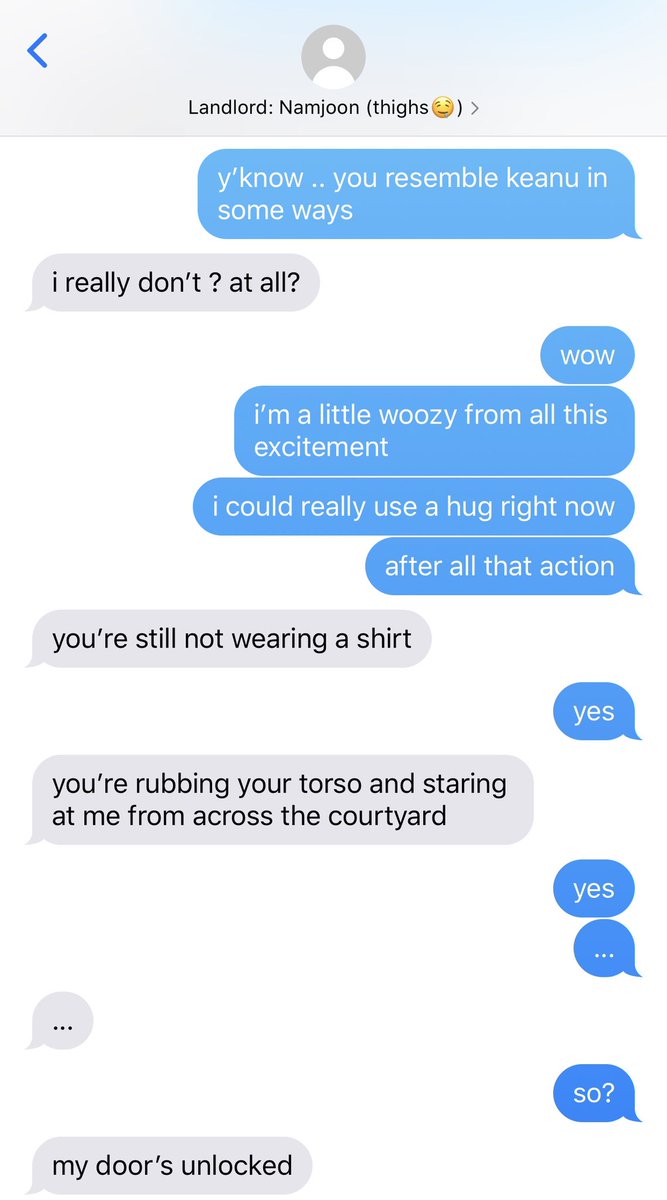 Landlord: Namjoon (thighs🤤)
y’know .. you resemble keanu in
some ways
i really don’t ? at all?
wow
i’m a little woozy from all this
excitement
i could really use a hug right now
after all that action
you’re still not wearing a shirt
yes
you’re rubbing your torso and staring
at me from across the courtyard
yes
...
...
so?
my door’s unlocked